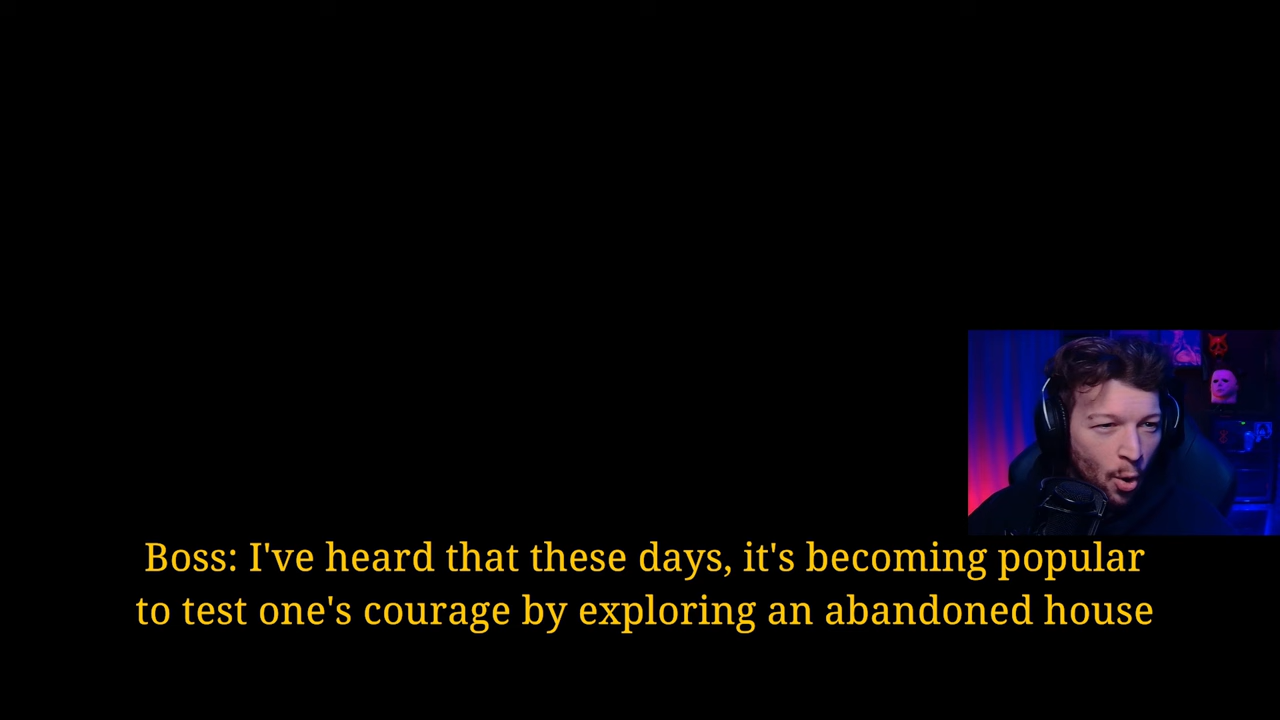 Boss: I've heard that these days, it's becoming popular
to test one's courage by exploring an abandoned house